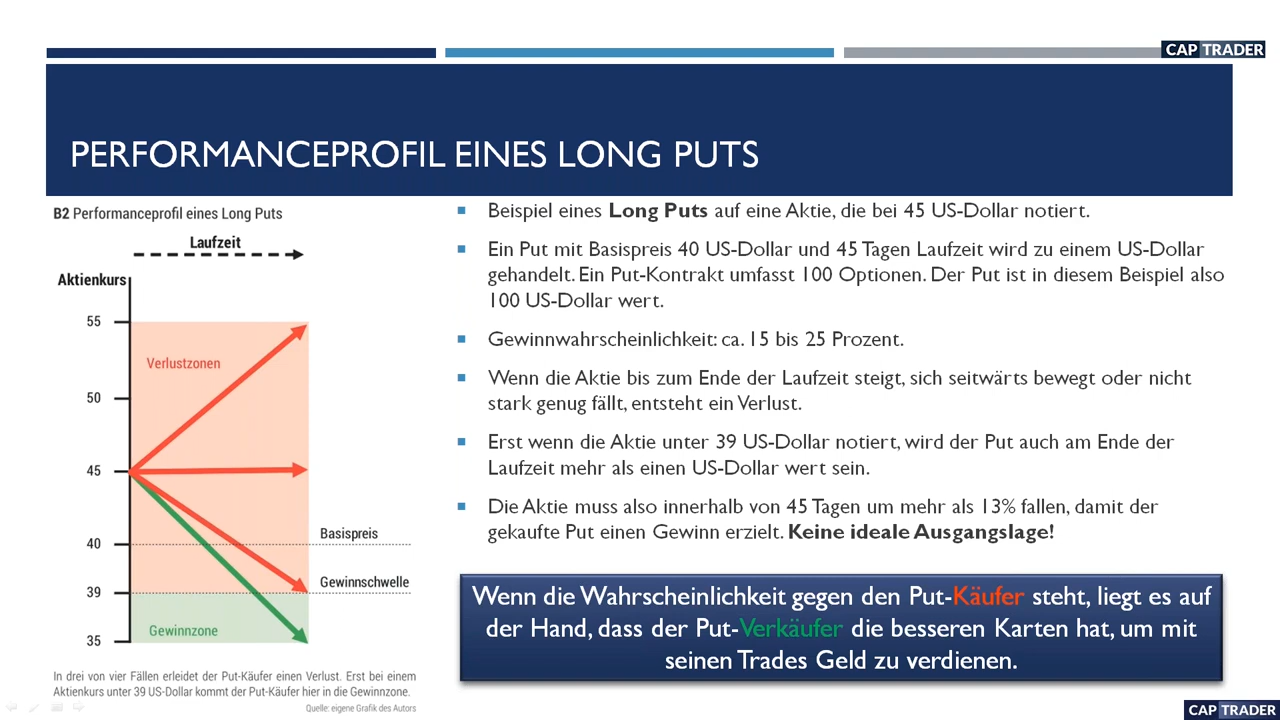 CAP TRADER
PERFORMANCEPROFIL EINES LONG PUTS
B2 Performanceprofil eines Long Puts
Laufzeit
Aktienkurs
55
Verlustzonen
50
45
Basispreis
40
Gewinnschwelle
39
Gewinnzone
35
In drei von vier Fällen erleidet der Put-Käufer einen Verlust. Erst bei einem
Aktienkurs unter 39 US-Dollar kommt der Put-Käufer hier in die Gewinnzone.
Quelle: eigene Grafik des Autors
Beispiel eines Long Puts auf eine Aktie, die bei 45 US-Dollar notiert.
Ein Put mit Basispreis 40 US-Dollar und 45 Tagen Laufzeit wird zu einem US-Dollar
gehandelt. Ein Put-Kontrakt umfasst 100 Optionen. Der Put ist in diesem Beispiel also
100 US-Dollar wert.
Gewinnwahrscheinlichkeit: ca. 15 bis 25 Prozent.
Wenn die Aktie bis zum Ende der Laufzeit steigt, sich seitwärts bewegt oder nicht
stark genug fällt, entsteht ein Verlust.
Erst wenn die Aktie unter 39 US-Dollar notiert, wird der Put auch am Ende der
Laufzeit mehr als einen US-Dollar wert sein.
Die Aktie muss also innerhalb von 45 Tagen um mehr als 13% fallen, damit der
gekaufte Put einen Gewinn erzielt. Keine ideale Ausgangslage!
Wenn die Wahrscheinlichkeit gegen den Put-Käufer steht, liegt es auf
der Hand, dass der Put-Verkäufer die besseren Karten hat, um mit
seinen Trades Geld zu verdienen.
CAP TRADER